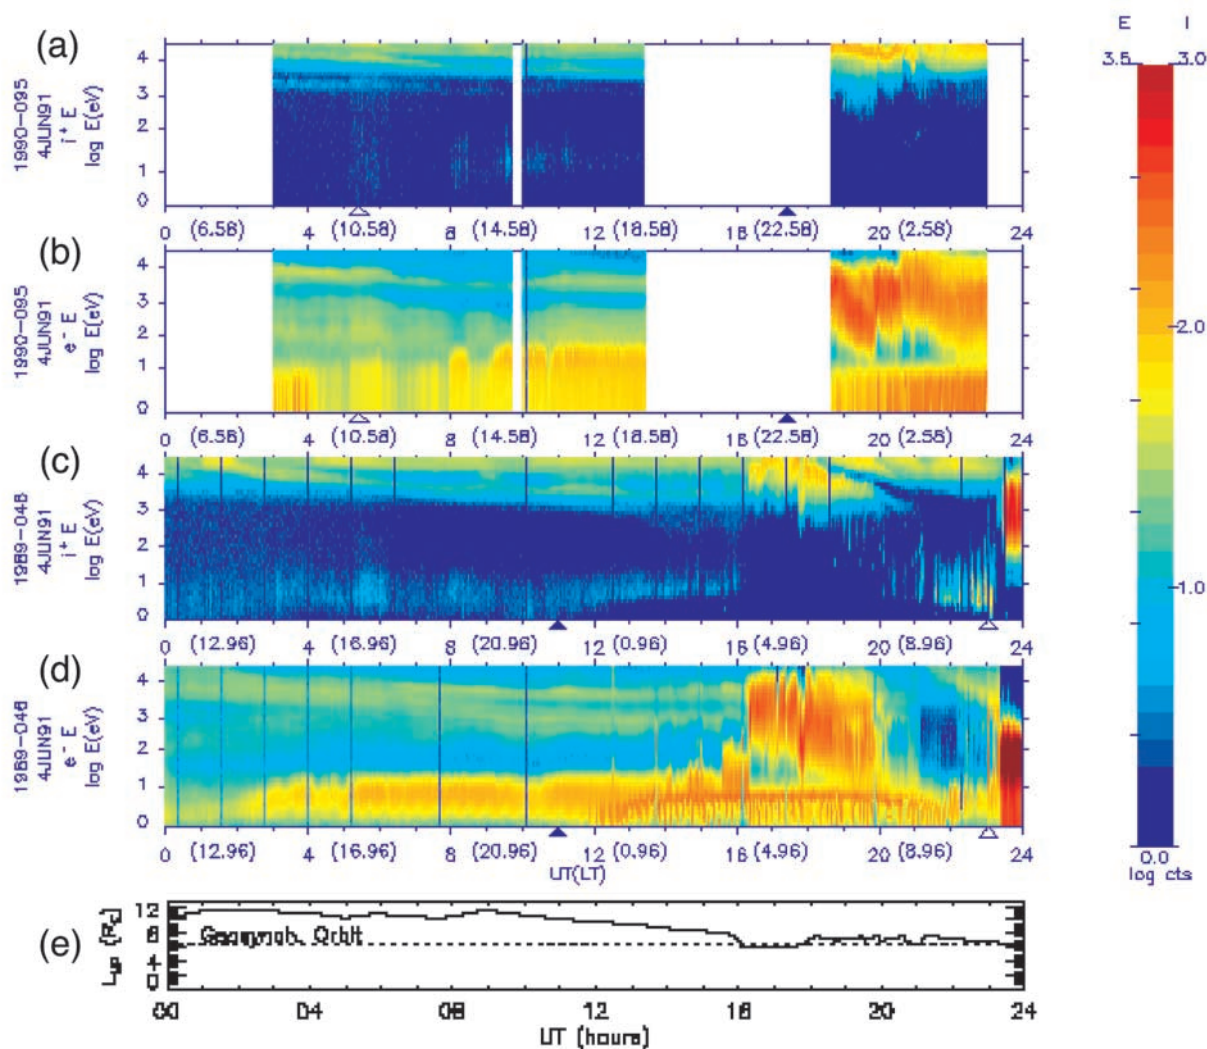 E I
3.5 3.0
2.0
1.0
0.0
log cts
(a)
1990-095
4JUN91
i+ E
log E(eV)
4
3
2
1
0
0 (6.58) 4 (10.58) 8 (14.58) 12 (18.58) 16 (22.58) 20 (2.58) 24
(b)
1990-095
4JUN91
e- E
log E(eV)
4
3
2
1
0
0 (6.58) 4 (10.58) 8 (14.58) 12 (18.58) 16 (22.58) 20 (2.58) 24
(c)
1989-046
4JUN91
i+ E
log E(eV)
4
3
2
1
0
0 (12.96) 4 (16.96) 8 (20.96) 12 (0.96) 16 (4.96) 20 (8.96) 24
(d)
1989-046
4JUN91
e- E
log E(eV)
4
3
2
1
0
0 (12.96) 4 (16.96) 8 (20.96) 12 (0.96) 16 (4.96) 20 (8.96) 24
UT(LT)
(e)
12
8
4
0
Geosynch. Orbit
00 04 08 12 16 20 24
UT (hours)